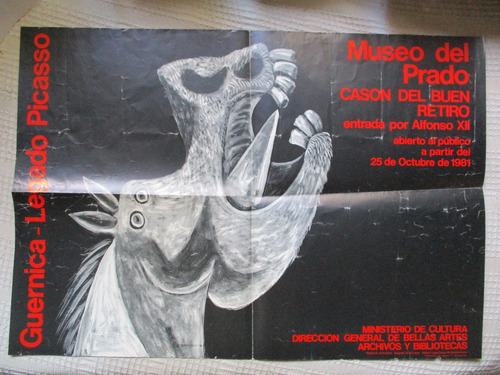 Guernica - Legado Picasso
Museo del
Prado
CASON DEL BUEN
RETIRO
entrada por Alfonso XII
abierto al público
a partir del
25 de Octubre de 1981
MINISTERIO DE CULTURA
DIRECCIÓN GENERAL DE BELLAS ARTES
ARCHIVOS Y BIBLIOTECAS